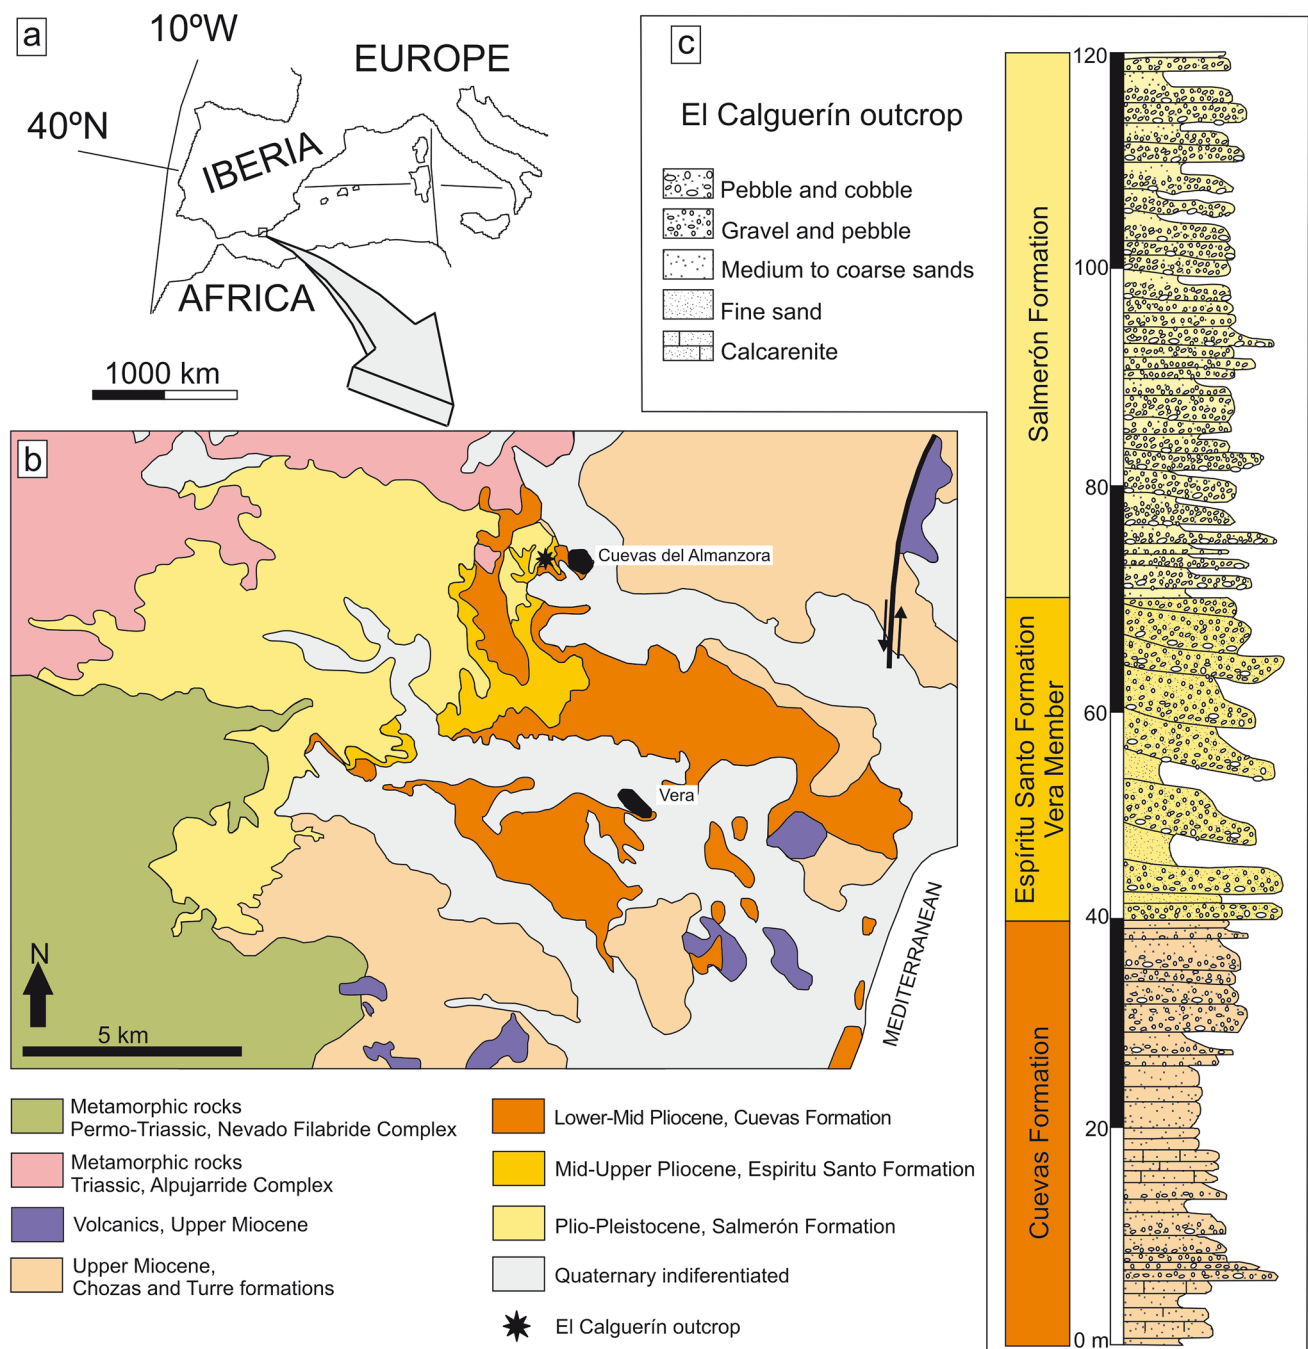 a
10ºW
EUROPE
40ºN
IBERIA
AFRICA
1000 km
c
El Calguerín outcrop
Pebble and cobble
Gravel and pebble
Medium to coarse sands
Fine sand
Calcarenite
b
Cuevas del Almanzora
Vera
MEDITERRANEAN
N
5 km
Metamorphic rocks
Permo-Triassic, Nevado Filabride Complex
Metamorphic rocks
Triassic, Alpujarride Complex
Volcanics, Upper Miocene
Upper Miocene,
Chozas and Turre formations
Lower-Mid Pliocene, Cuevas Formation
Mid-Upper Pliocene, Espiritu Santo Formation
Plio-Pleistocene, Salmerón Formation
Quaternary indiferentiated
El Calguerín outcrop
Salmerón Formation
Espíritu Santo Formation
Vera Member
Cuevas Formation
120
100
80
60
40
20
0 m